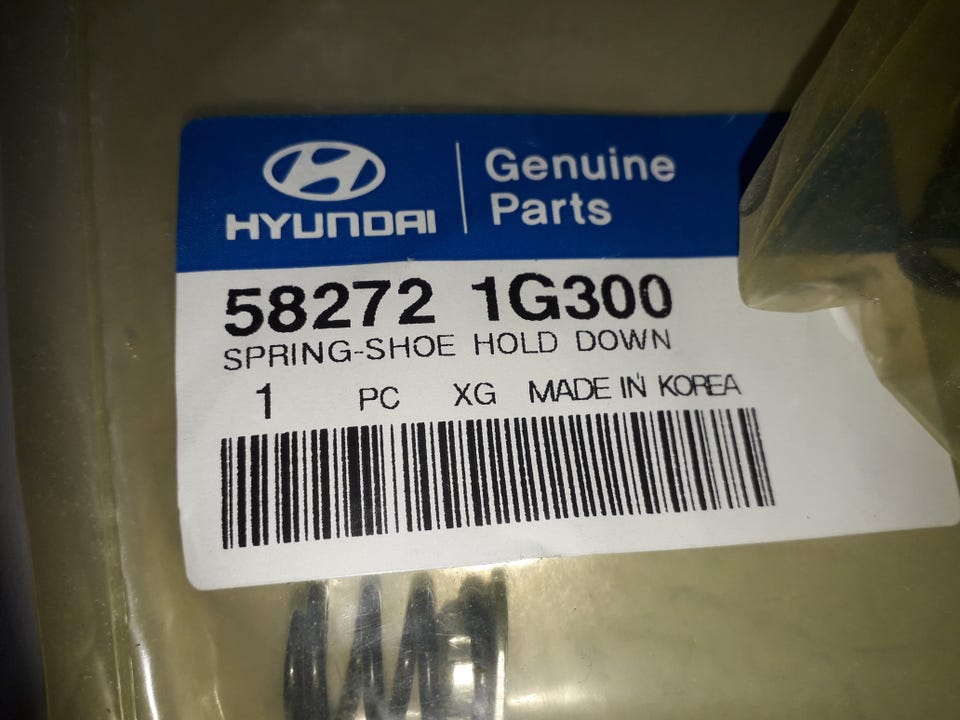 HYUNDAI
Genuine
Parts
58272 1G300
SPRING-SHOE HOLD DOWN
1 PC XG MADE IN KOREA